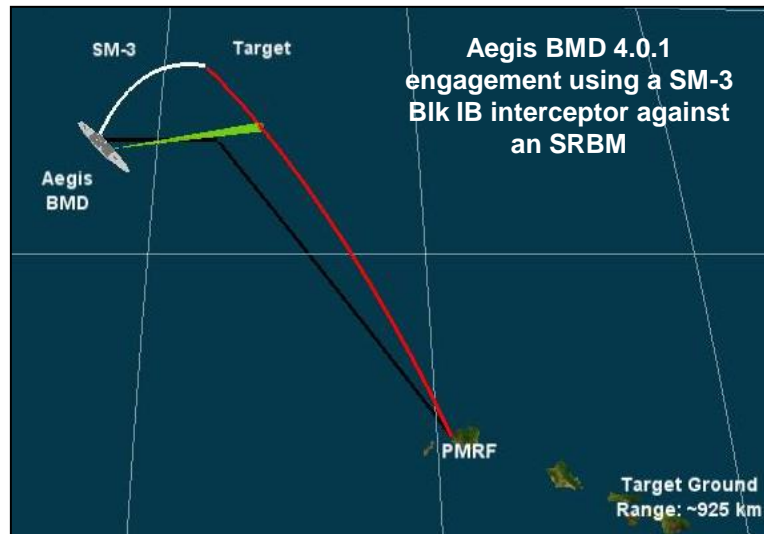 SM-3
Target
Aegis BMD 4.0.1
engagement using a SM-3
Blk IB interceptor against
an SRBM
Aegis
BMD
PMRF
Target Ground
Range: ~925 km